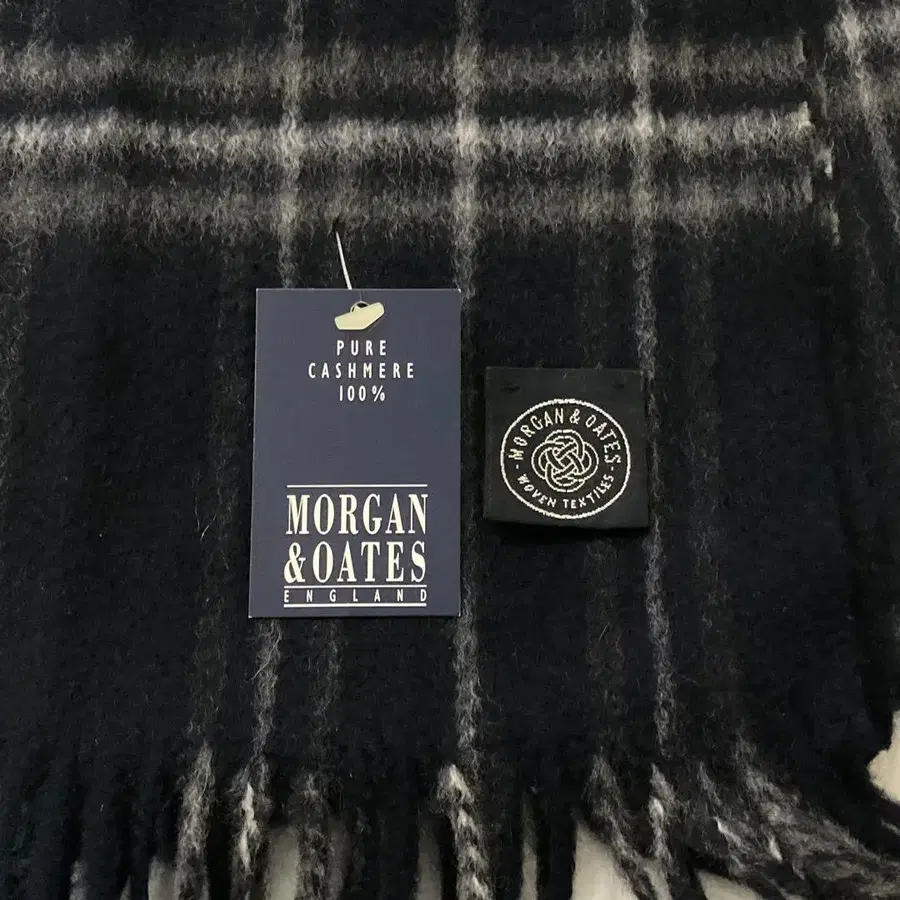 PURE
CASHMERE
100%
MORGAN
&OATES
ENGLAND
MORGAN & OATES
WOVEN TEXTILES